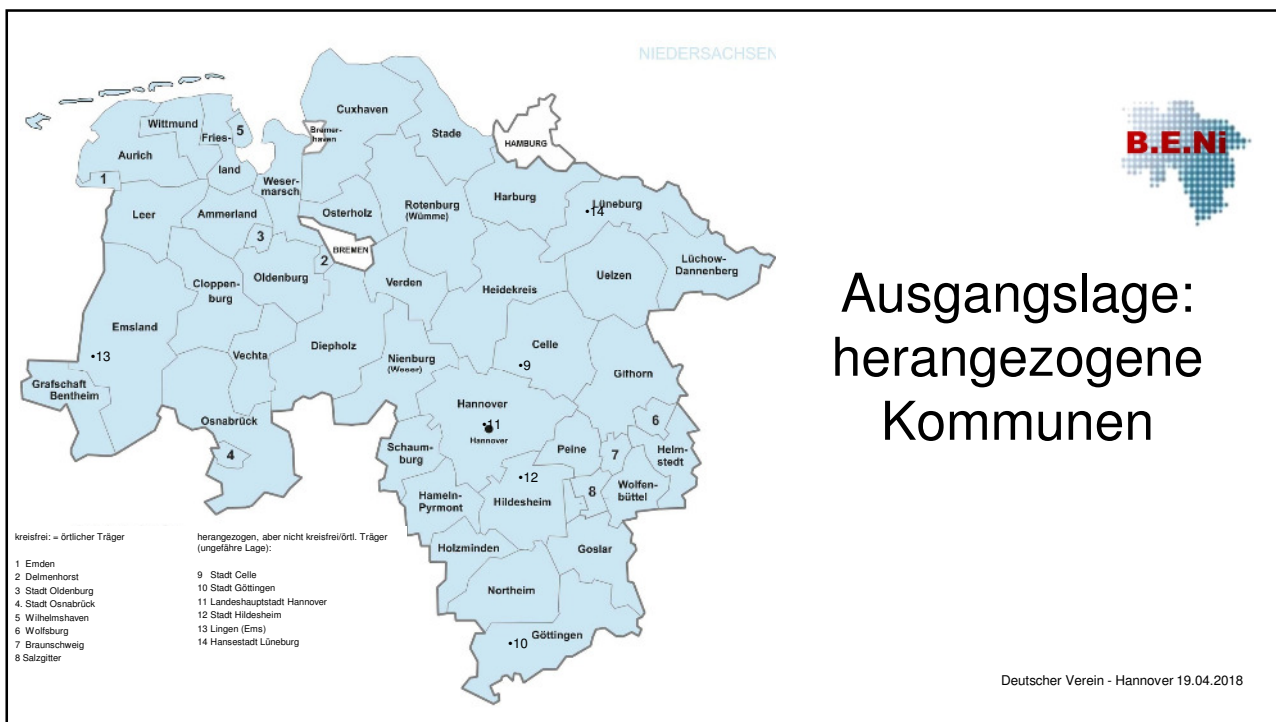 NIEDERSACHSEN
Cuxhaven
Wittmund
5
Bremer-
haven
Stade
HAMBURG
Fries-
land
Aurich
1
Weser-
marsch
Leer
Ammerland
Osterholz
Rotenburg
(Wümme)
Harburg
Lüneburg
•14
3
BREMEN
2
Oldenburg
Cloppen-
burg
Verden
Heidekreis
Uelzen
Lüchow-
Dannenberg
Emsland
•13
Vechta
Diepholz
Nienburg
(Weser)
Celle
•9
Gifhorn
Grafschaft
Bentheim
Osnabrück
4
Hannover
•11
Hannover
6
Schaum-
burg
Peine
7
Helm-
stedt
•12
Hildesheim
8
Wolfen-
büttel
Hameln-
Pyrmont
Holzminden
Goslar
Northeim
•10
Göttingen
B.E.Ni
Ausgangslage:
herangezogene
Kommunen
kreisfrei: = örtlicher Träger
1 Emden
2 Delmenhorst
3 Stadt Oldenburg
4. Stadt Osnabrück
5 Wilhelmshaven
6 Wolfsburg
7 Braunschweig
8 Salzgitter
herangezogen, aber nicht kreisfrei/örtl. Träger
(ungefähre Lage):
9 Stadt Celle
10 Stadt Göttingen
11 Landeshauptstadt Hannover
12 Stadt Hildesheim
13 Lingen (Ems)
14 Hansestadt Lüneburg
Deutscher Verein - Hannover 19.04.2018